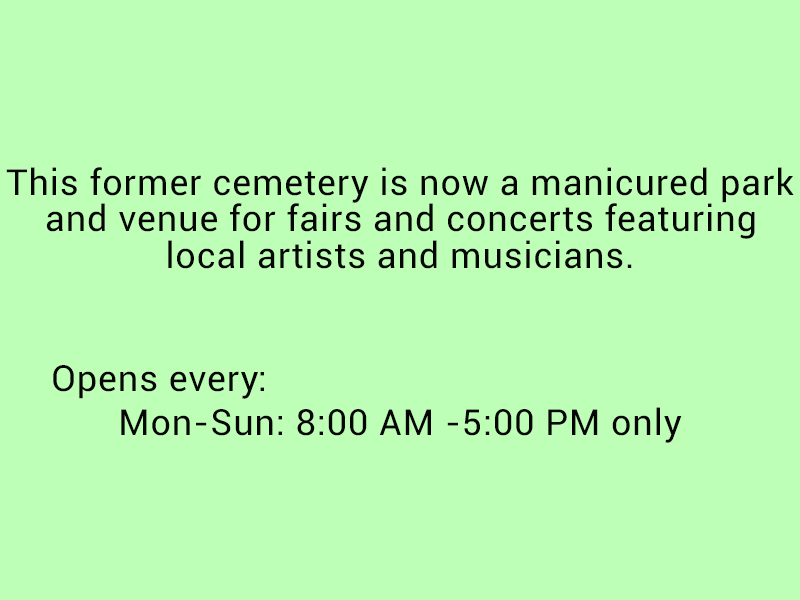 This former cemetery is now a manicured park
and venue for fairs and concerts featuring
local artists and musicians.
Opens every:
Mon-Sun: 8:00 AM -5:00 PM only